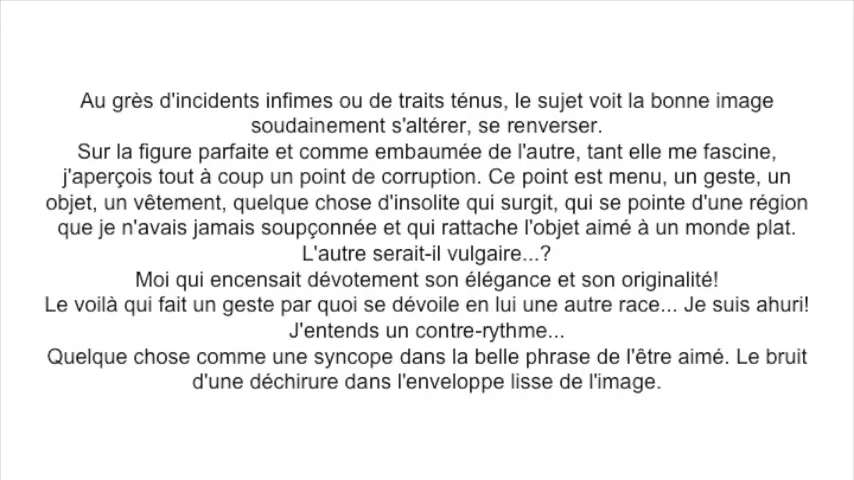 Au grès d'incidents infimes ou de traits ténus, le sujet voit la bonne image
soudainement s'altérer, se renverser.
Sur la figure parfaite et comme embaumée de l'autre, tant elle me fascine,
j'aperçois tout à coup un point de corruption. Ce point est menu, un geste, un
objet, un vêtement, quelque chose d'insolite qui surgit, qui se pointe d'une région
que je n'avais jamais soupçonnée et qui rattache l'objet aimé à un monde plat.
L'autre serait-il vulgaire...?
Moi qui encensait dévotement son élégance et son originalité!
Le voilà qui fait un geste par quoi se dévoile en lui une autre race... Je suis ahuri!
J'entends un contre-rythme...
Quelque chose comme une syncope dans la belle phrase de l'être aimé. Le bruit
d'une déchirure dans l'enveloppe lisse de l'image.